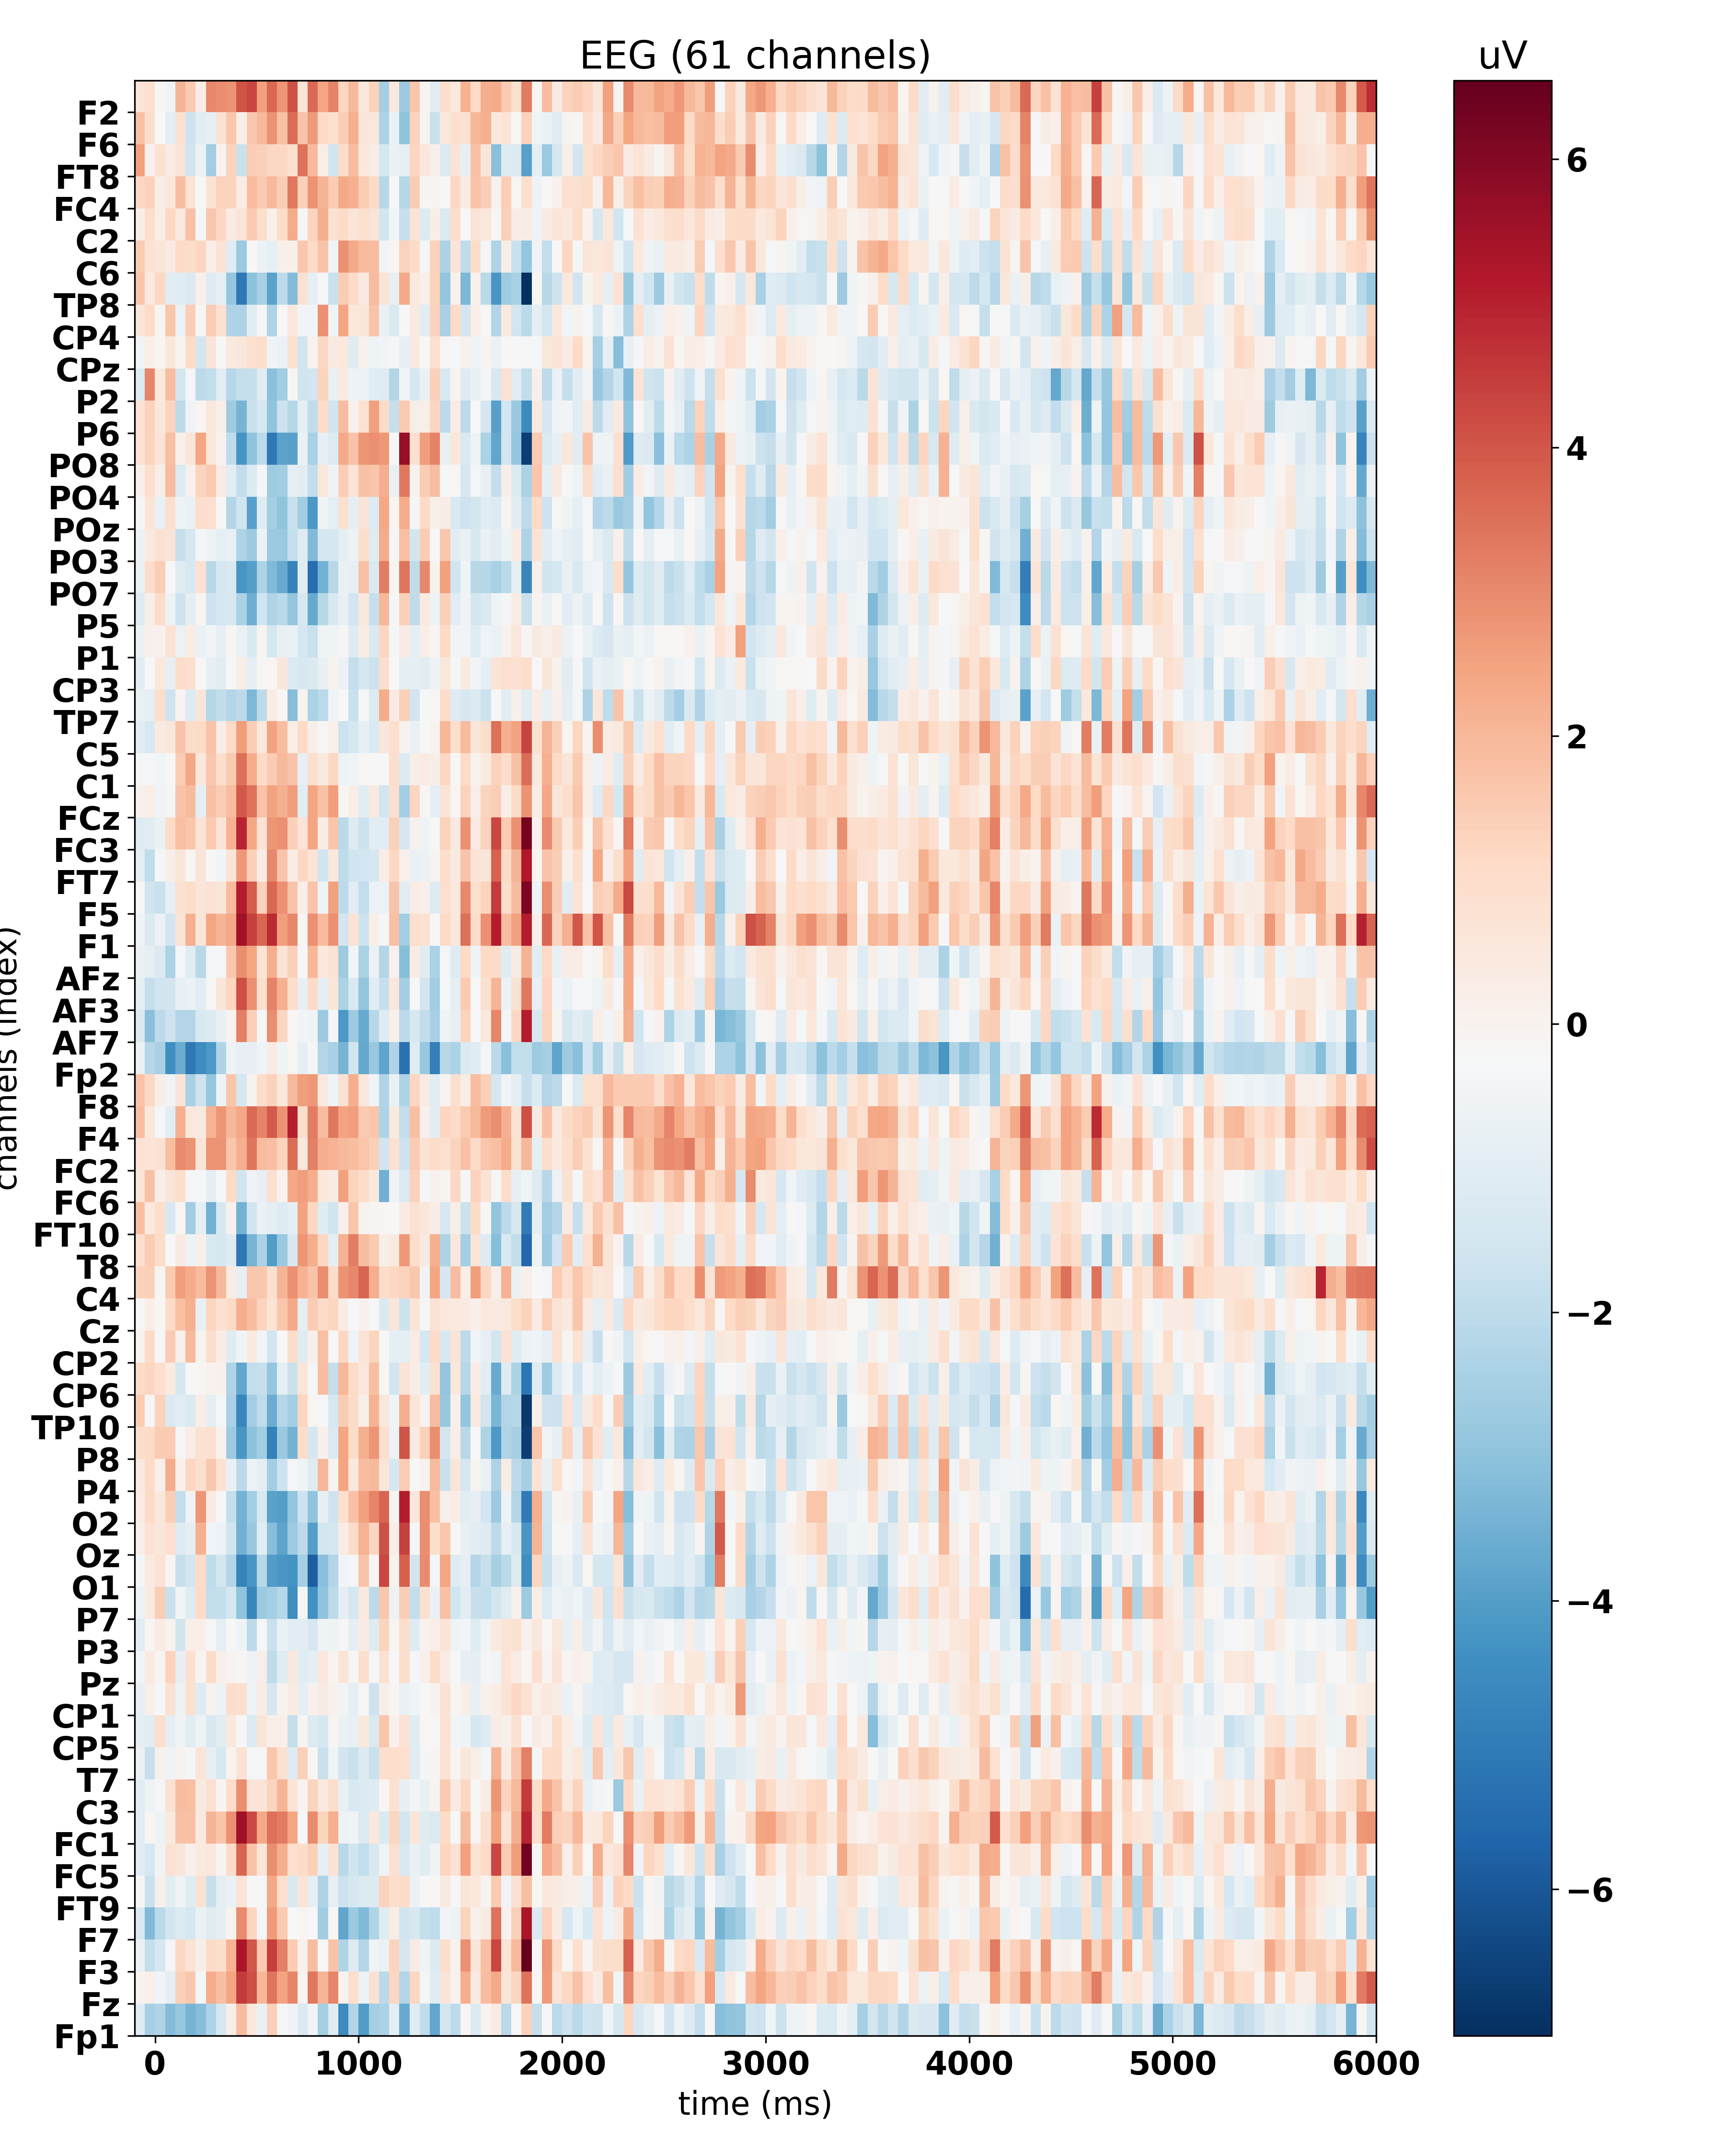 EEG (61 channels)
uV
F2
F6
FT8
FC4
C2
C6
TP8
CP4
CPz
P2
P6
PO8
PO4
POz
PO3
PO7
P5
P1
CP3
TP7
C5
C1
FCz
FC3
FT7
F5
F1
AFz
AF3
AF7
Fp2
F8
F4
FC2
FC6
FT10
T8
C4
Cz
CP2
CP6
TP10
P8
P4
O2
Oz
O1
P7
P3
Pz
CP1
CP5
T7
C3
FC1
FC5
FT9
F7
F3
Fz
Fp1
channels (index)
0 1000 2000 3000 4000 5000 6000
time (ms)
6
4
2
0
−2
−4
−6